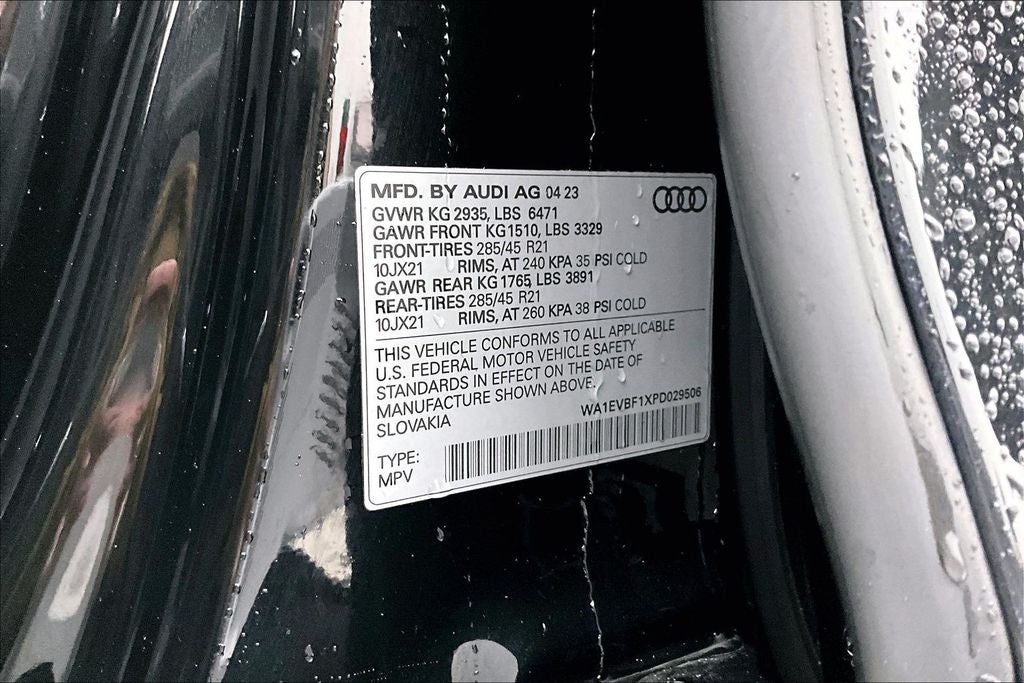 MFD. BY AUDI AG 04 23
GVWR KG 2935, LBS 6471
GAWR FRONT KG1510, LBS 3329
FRONT-TIRES 285/45 R21
10JX21 RIMS, AT 240 KPA 35 PSI COLD
GAWR REAR KG 1765, LBS 3891
REAR-TIRES 285/45 R21
10JX21 RIMS, AT 260 KPA 38 PSI COLD
THIS VEHICLE CONFORMS TO ALL APPLICABLE
U.S. FEDERAL MOTOR VEHICLE SAFETY
STANDARDS IN EFFECT ON THE DATE OF
MANUFACTURE SHOWN ABOVE.
SLOVAKIA
WA1EVBF1XPD029506
TYPE:
MPV